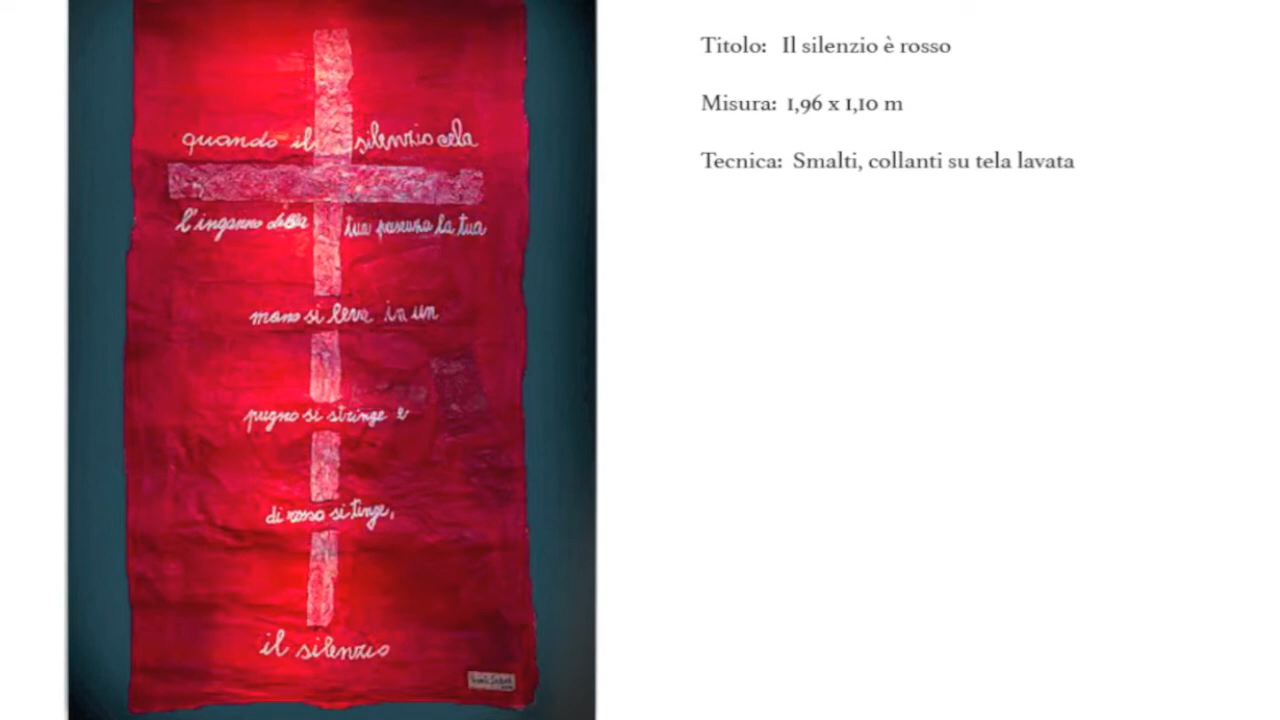 quando il silenzio cela
l'inganno della tua paura la tua
mano si leva in un
pugno si stringe e
di rosso si tinge,
il silenzio
Titolo: Il silenzio è rosso
Misura: 1,96 x 1,10 m
Tecnica: Smalti, collanti su tela lavata